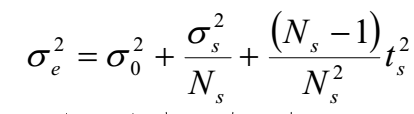 σ_e^2 = σ_0^2 + σ_s^2 / N_s + (N_s − 1) / N_s^2 t_s^2